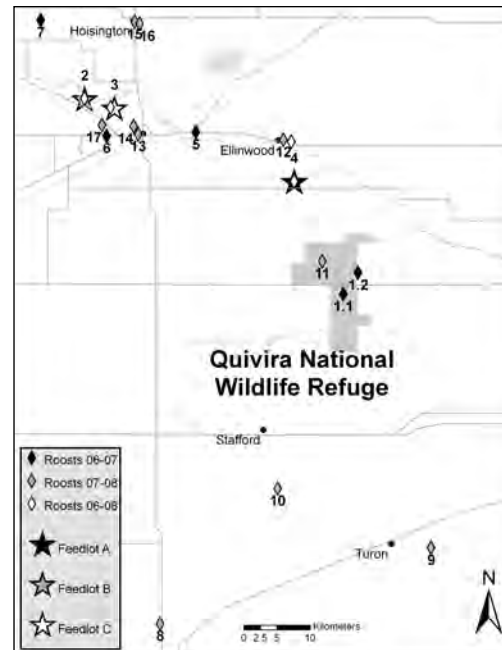 7
Hoisington
15 16
2
3
17
6
14
13
5
Ellinwood
12
4
11
1.2
1.1
Quivira National
Wildlife Refuge
Stafford
10
Turon
9
8
Roosts 06-07
Roosts 07-08
Roosts 06-08
Feedlot A
Feedlot B
Feedlot C
Kilometers
0 2.5 5 10
N